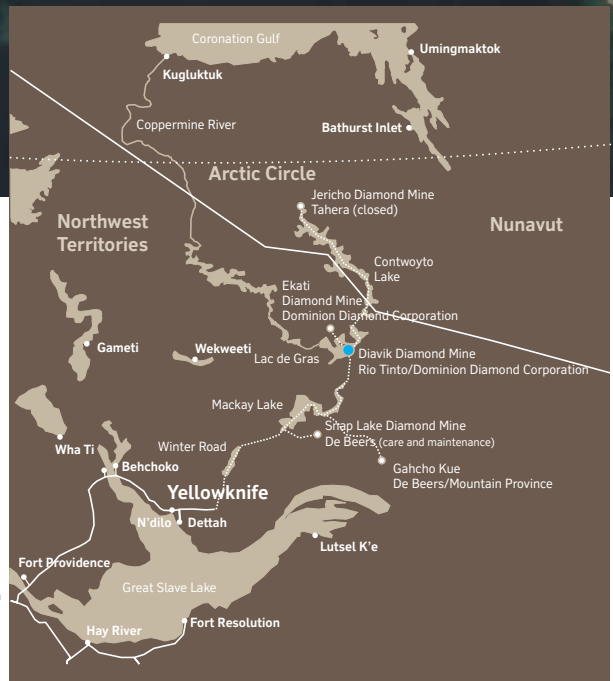 Coronation Gulf
Umingmaktok
Kugluktuk
Coppermine River
Bathurst Inlet
Arctic Circle
Jericho Diamond Mine
Tahera (closed)
Northwest
Territories
Nunavut
Contwoyto
Lake
Ekati
Diamond Mine
Dominion Diamond Corporation
Gameti
Wekweeti
Lac de Gras
Diavik Diamond Mine
Rio Tinto/Dominion Diamond Corporation
Mackay Lake
Snap Lake Diamond Mine
De Beers (care and maintenance)
Wha Ti
Winter Road
Behchoko
Gahcho Kue
De Beers/Mountain Province
Yellowknife
N'dilo
Dettah
Lutsel K'e
Fort Providence
Great Slave Lake
Hay River
Fort Resolution